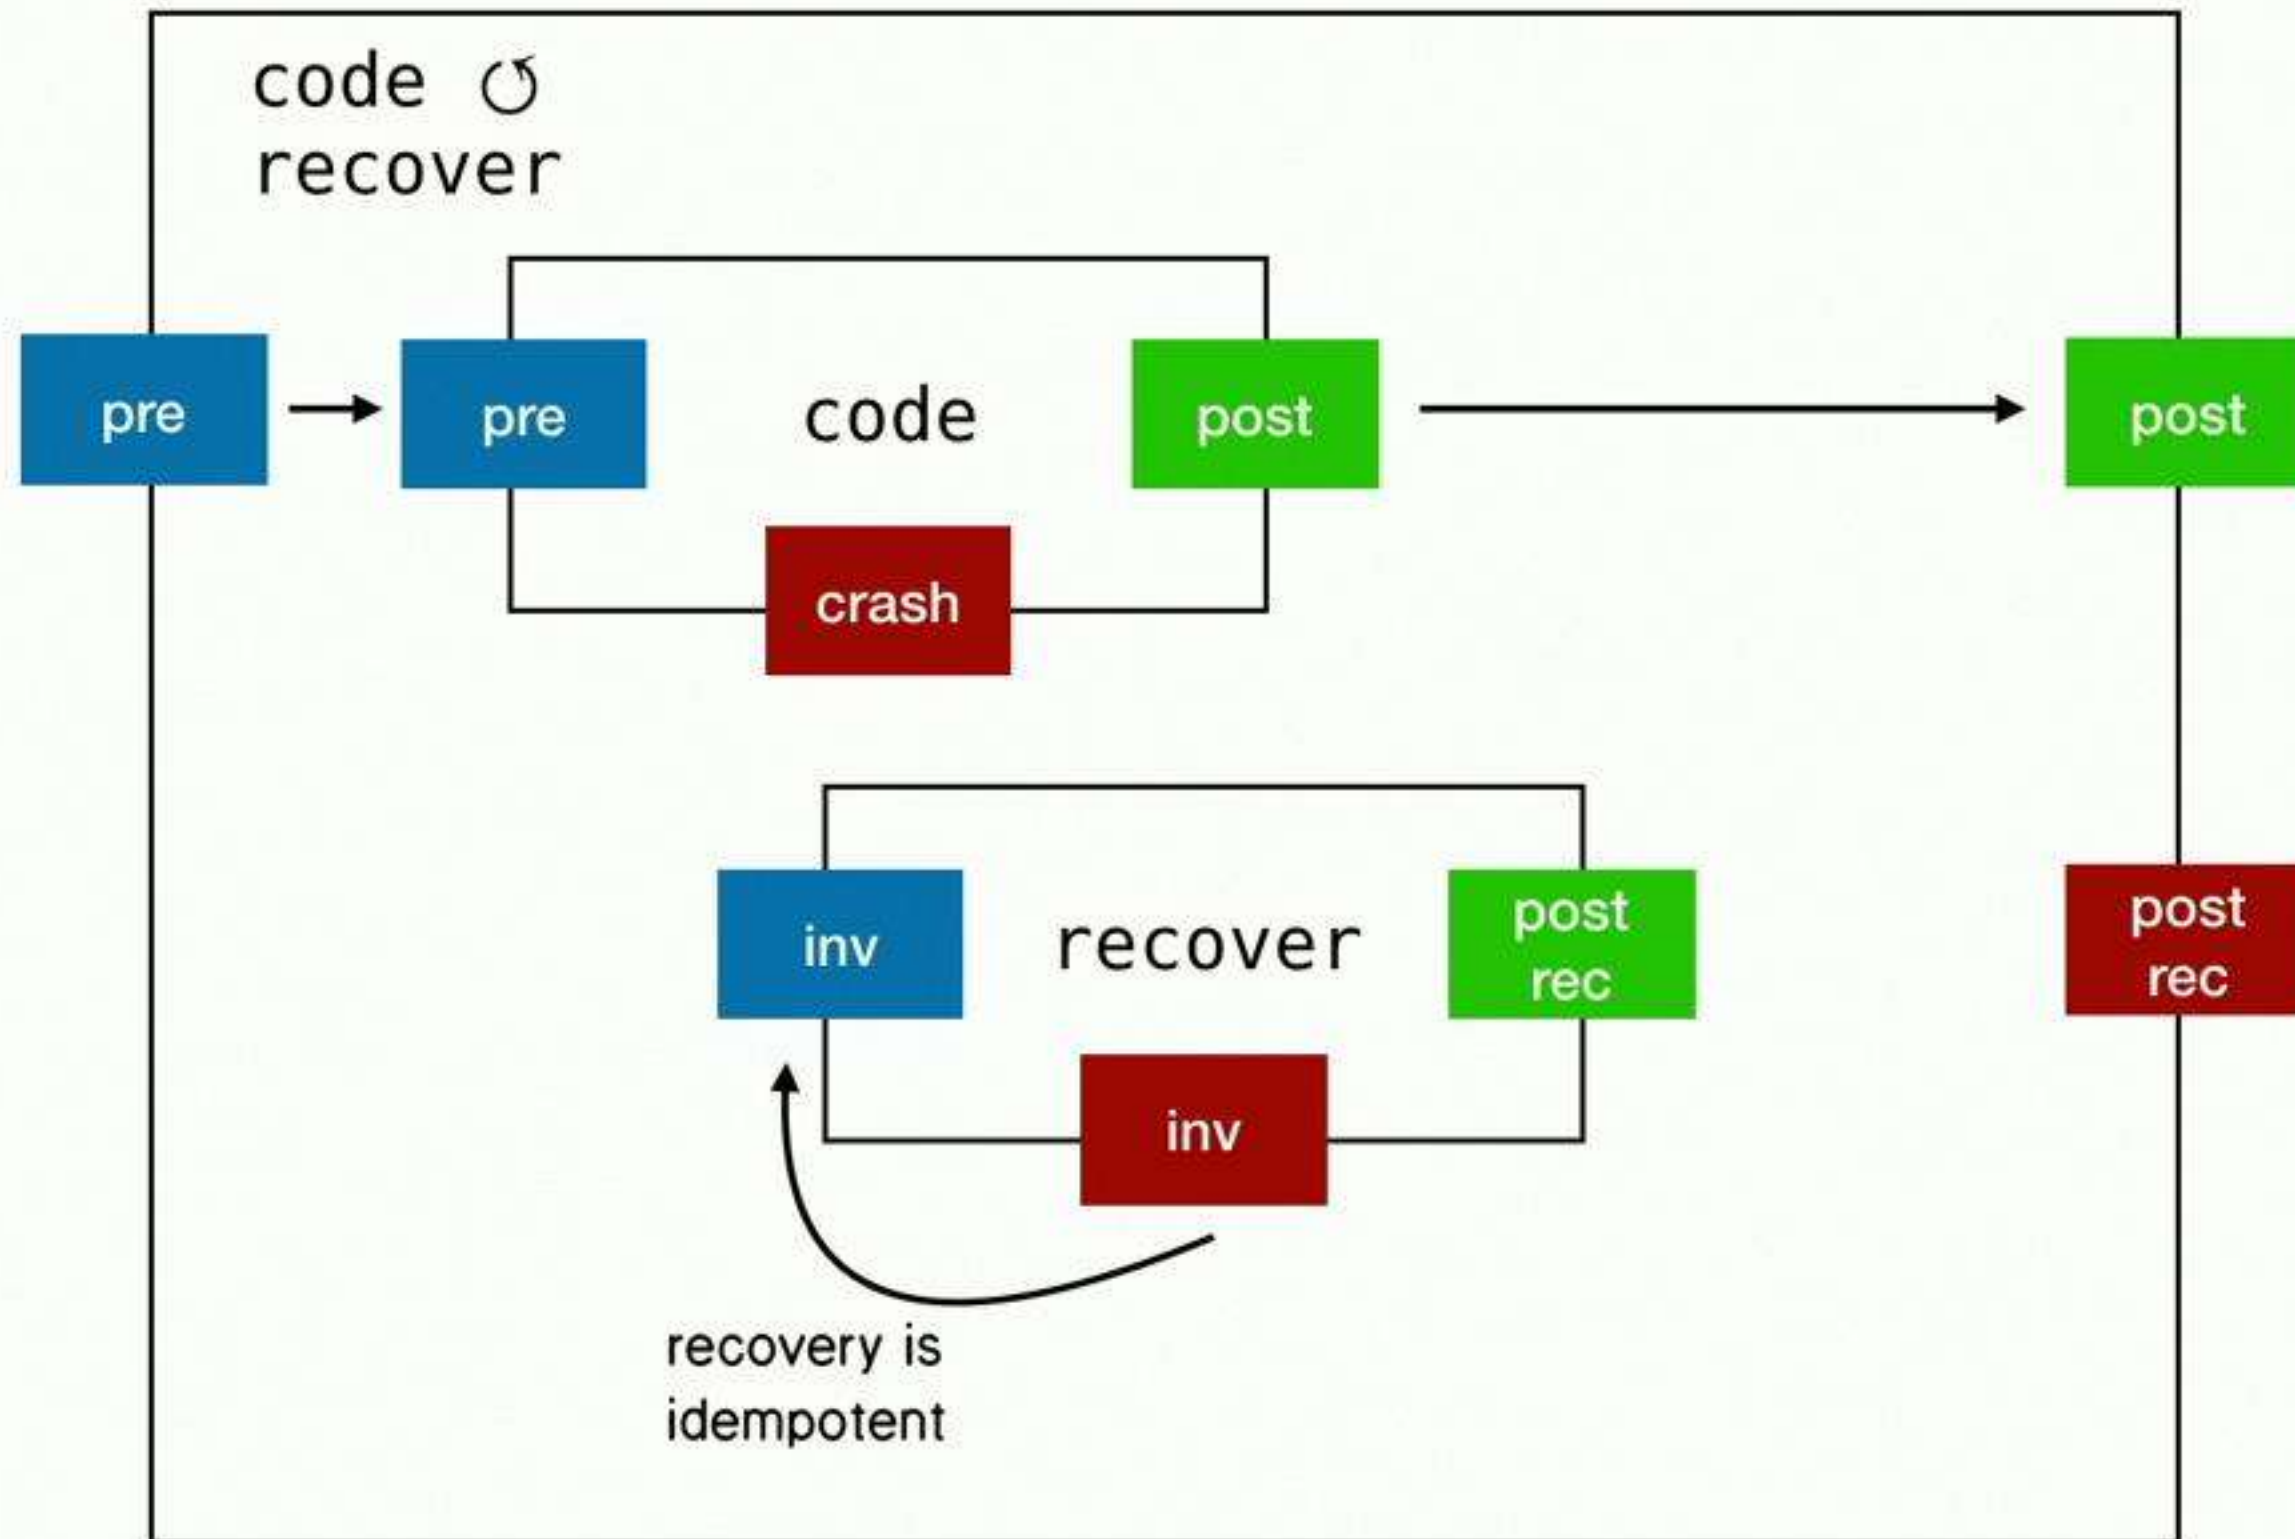 code ↺
recover
pre
pre
code
post
post
crash
inv
recover
post
rec
post
rec
inv
recovery is
idempotent